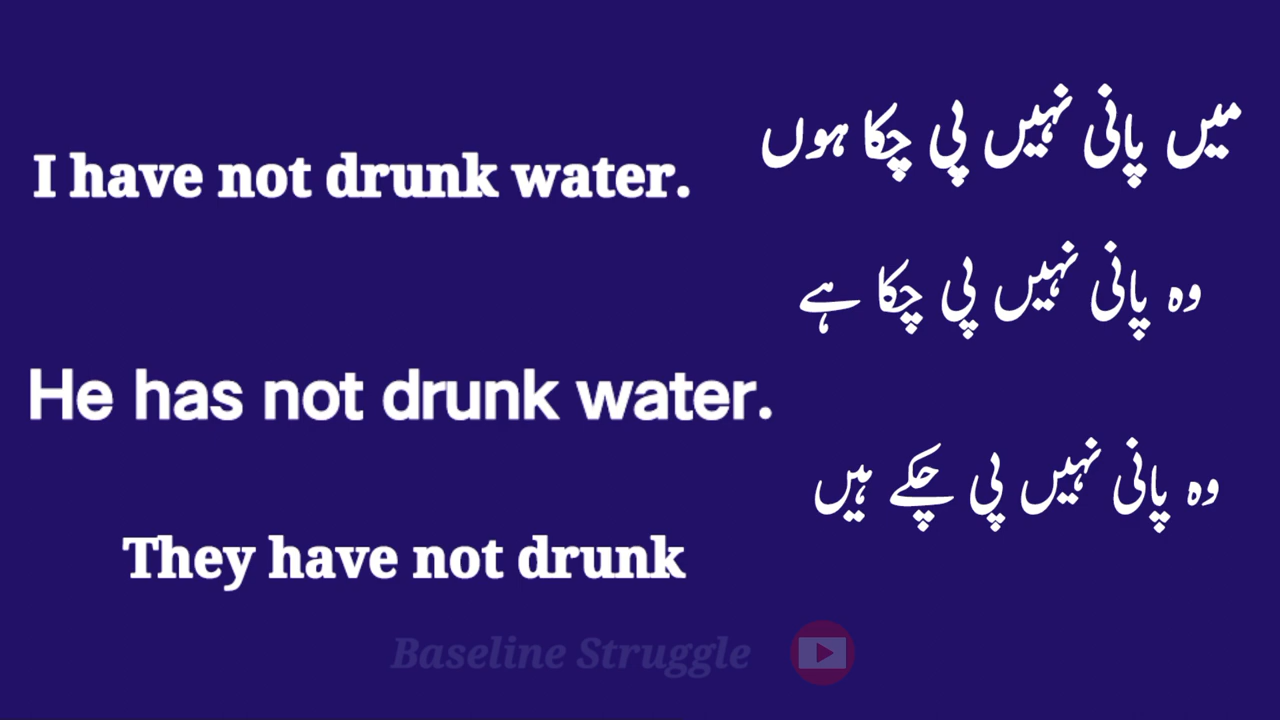 میں پانی نہیں پی چکا ہوں
I have not drunk water.
وہ پانی نہیں پی چکا ہے
He has not drunk water.
وہ پانی نہیں پی چکے ہیں
They have not drunk
Baseline Struggle